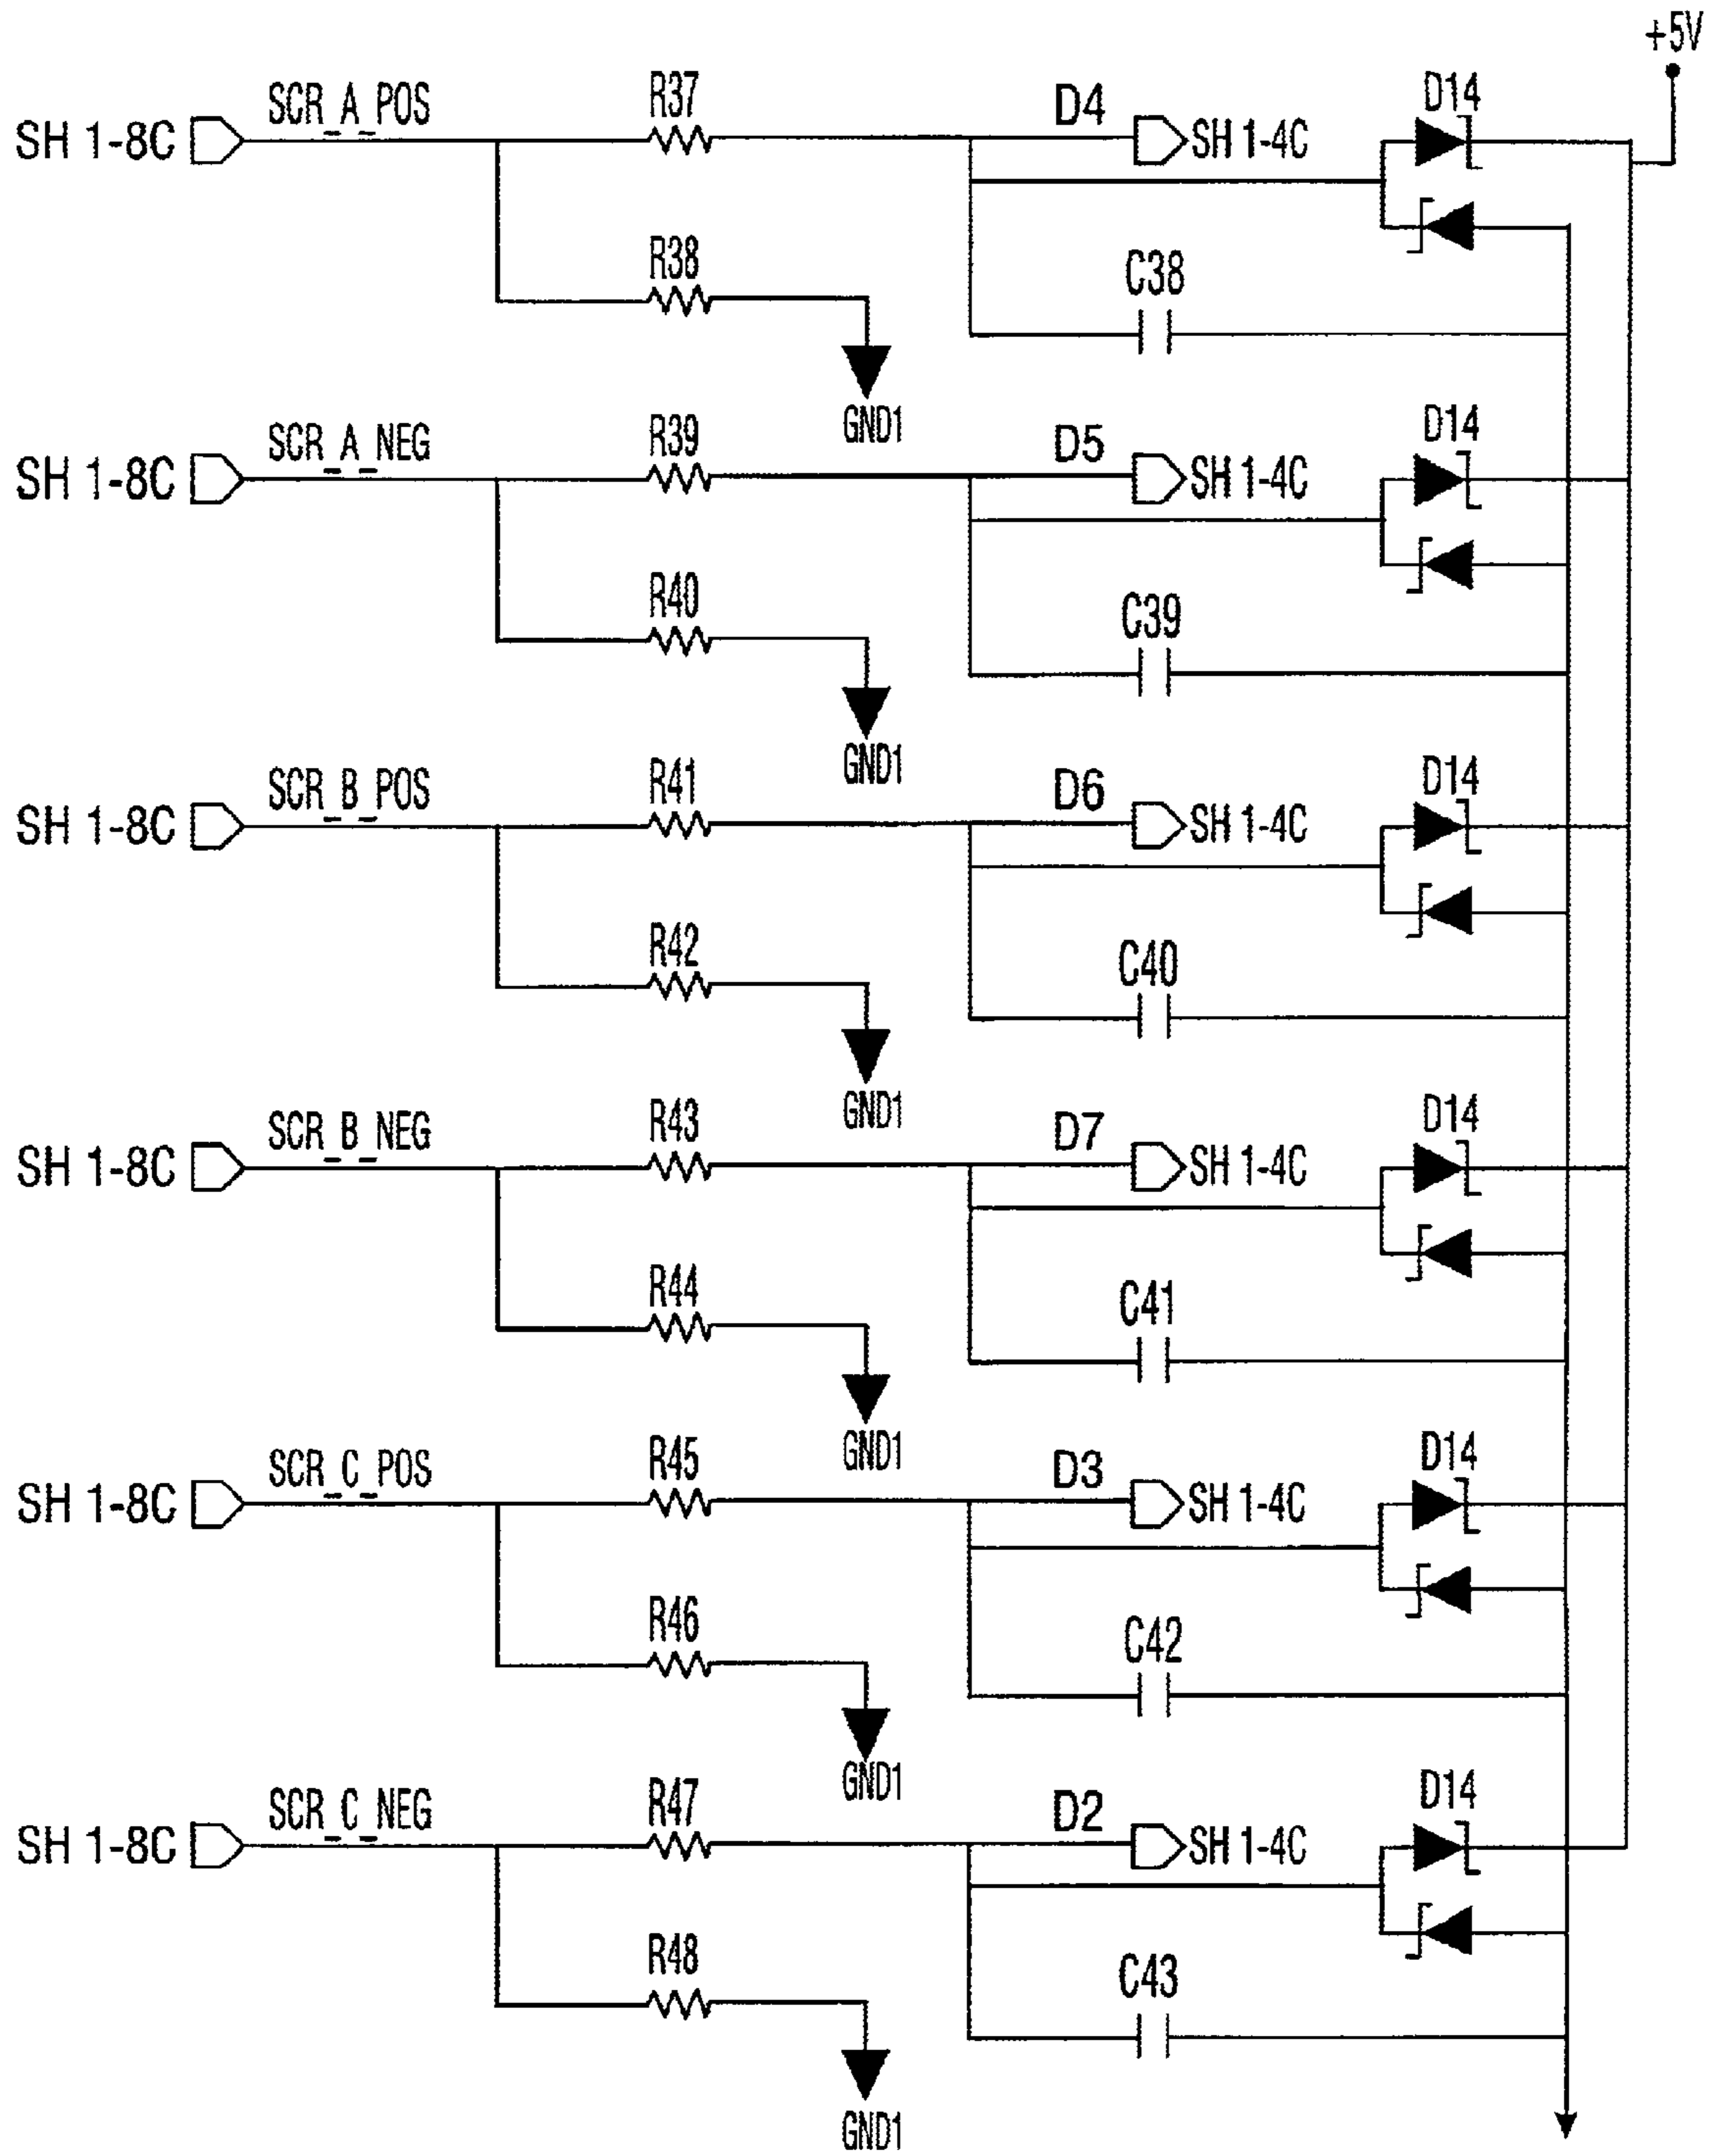 +5V
SH 1-8C SCR_A_POS R37 D4 SH 1-4C D14
R38 C38
GND1
SH 1-8C SCR_A_NEG R39 D5 SH 1-4C D14
R40 C39
GND1
SH 1-8C SCR_B_POS R41 D6 SH 1-4C D14
R42 C40
GND1
SH 1-8C SCR_B_NEG R43 D7 SH 1-4C D14
R44 C41
GND1
SH 1-8C SCR_C_POS R45 D3 SH 1-4C D14
R46 C42
GND1
SH 1-8C SCR_C_NEG R47 D2 SH 1-4C D14
R48 C43
GND1